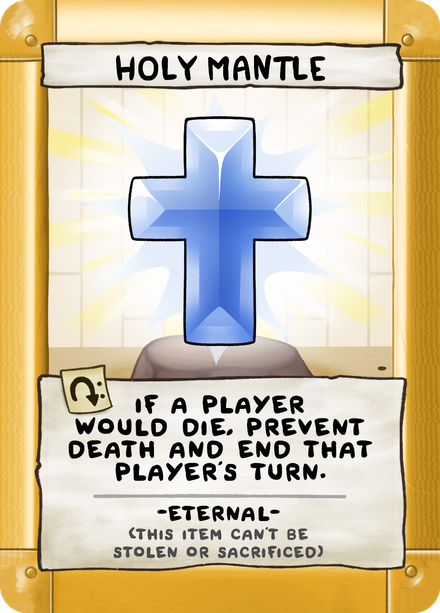 HOLY MANTLE
IF A PLAYER
WOULD DIE, PREVENT
DEATH AND END THAT
PLAYER'S TURN.
-ETERNAL-
(THIS ITEM CAN'T BE
STOLEN OR SACRIFICED)